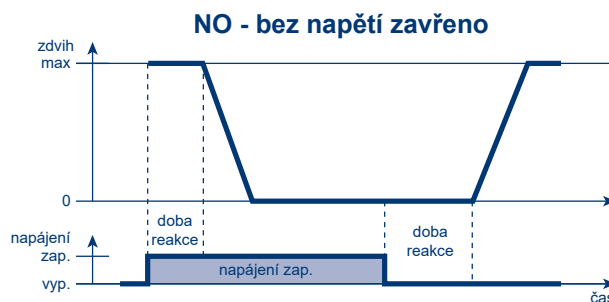 NO - bez napětí zavřeno
zdvih
max
0
doba
reakce
doba
reakce
napájení
zap.
napájení zap.
vyp.
čas